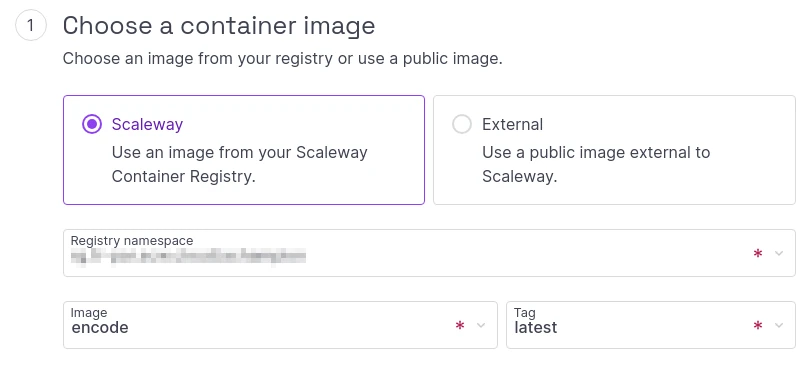 1
Choose a container image
Choose an image from your registry or use a public image.
Scaleway
Use an image from your Scaleway
Container Registry.
External
Use a public image external to
Scaleway.
Registry namespace
*
Image
encode
*
Tag
latest
*